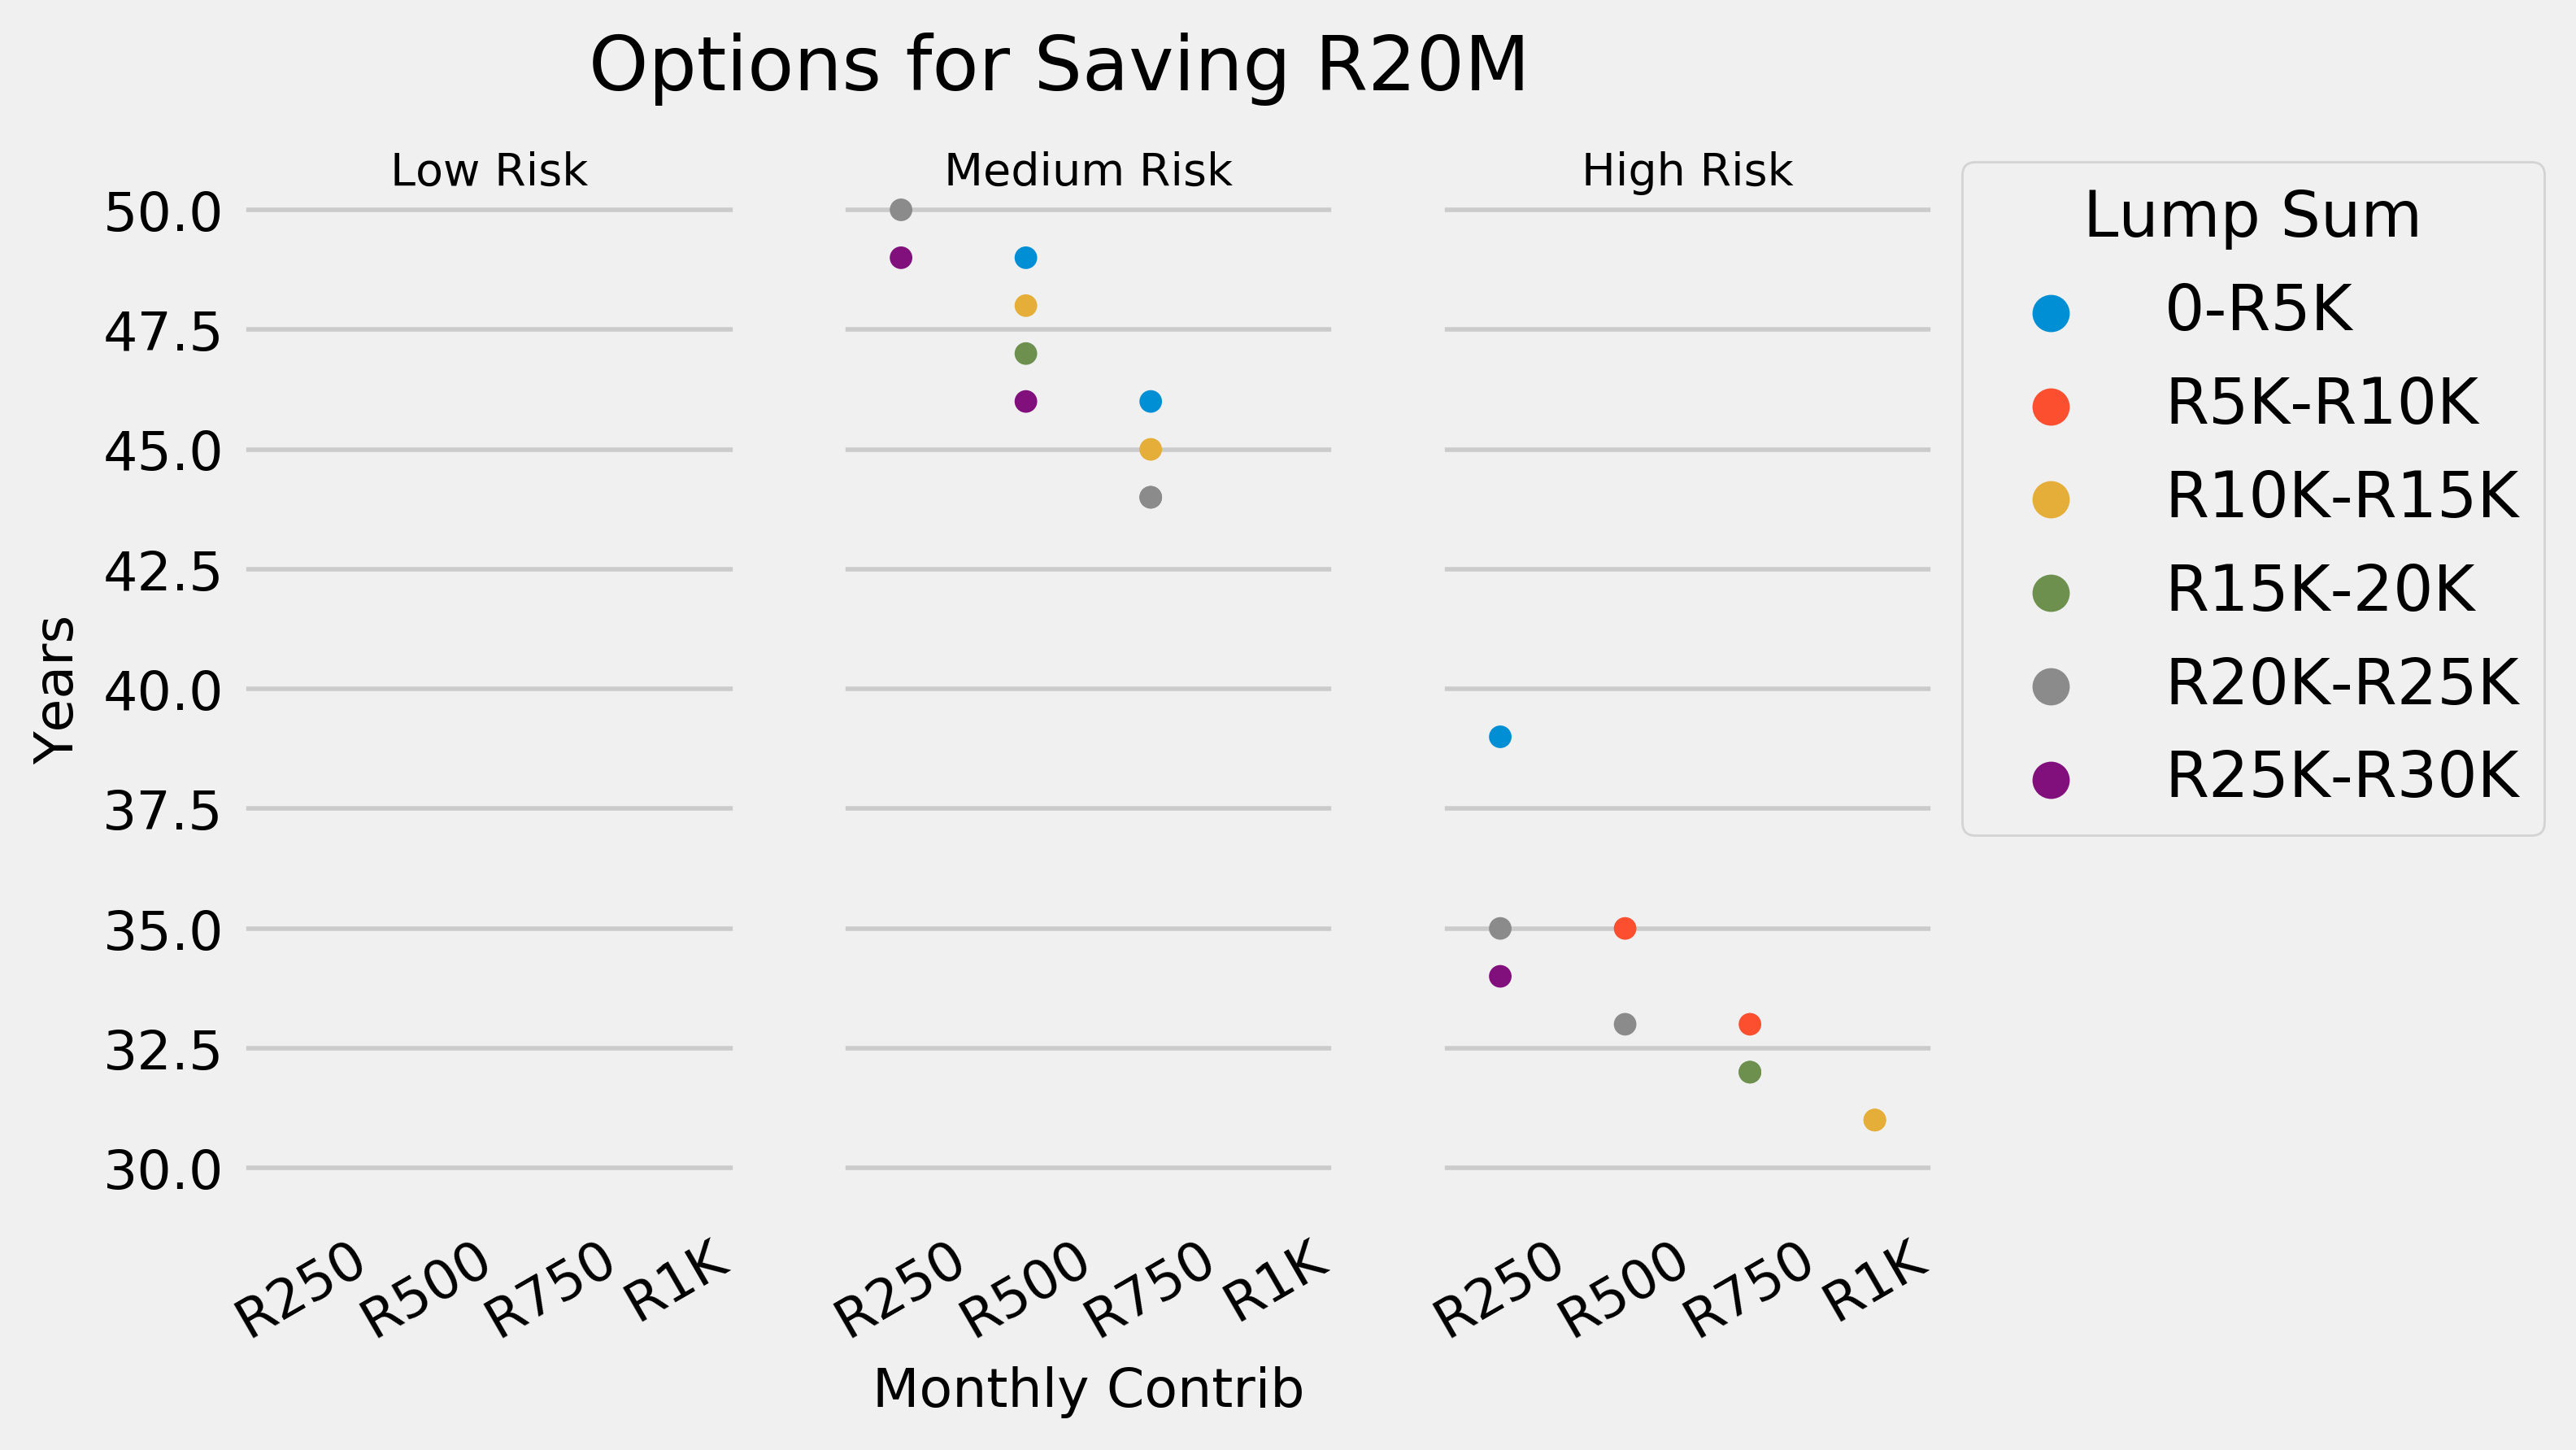 Options for Saving R20M
Low Risk
Medium Risk
High Risk
50.0
47.5
45.0
42.5
40.0
37.5
35.0
32.5
30.0
Years
R250
R500
R750
R1K
R250
R500
R750
R1K
R250
R500
R750
R1K
Monthly Contrib
Lump Sum
0-R5K
R5K-R10K
R10K-R15K
R15K-20K
R20K-R25K
R25K-R30K